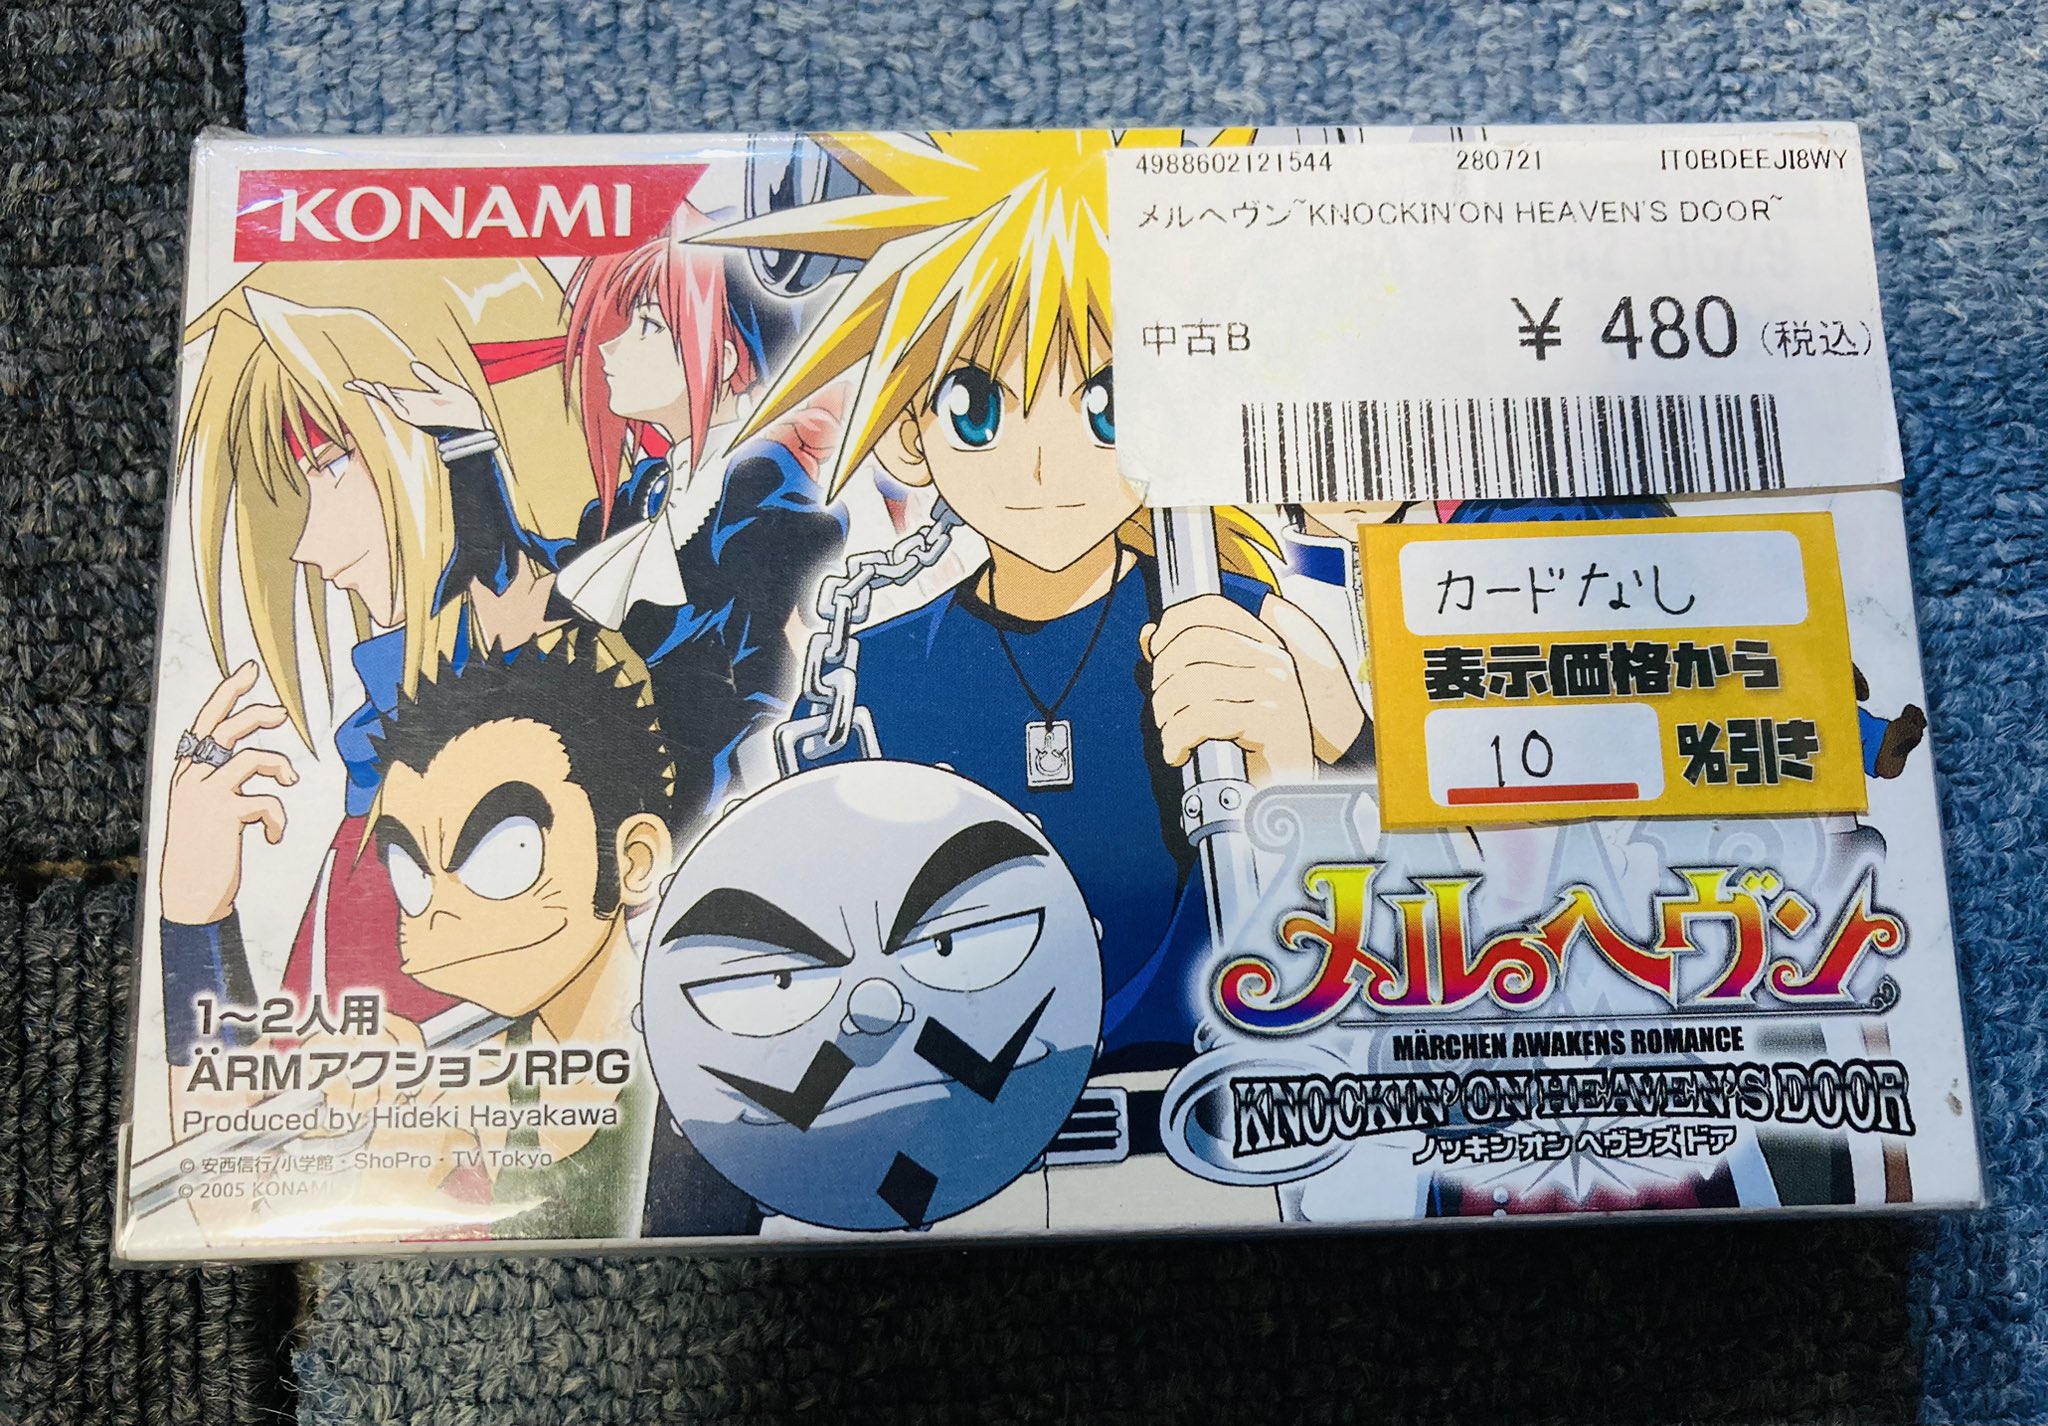 KONAMI
4988602121544 280721 IT0BDEEJI8WY
メルヘヴン~KNOCKIN'ON HEAVEN'S DOOR~
中古B ¥ 480 (税込)
カードなし
表示価格から
10 %引き
メルヘヴン
MÄRCHEN AWAKENS ROMANCE
KNOCKIN' ON HEAVEN'S DOOR
ノッキン オン ヘヴンズ ドア
1~2人用
ÄRMアクションRPG
Produced by Hideki Hayakawa
© 安西信行/小学館・ShoPro・TV Tokyo
© 2005 KONAMI